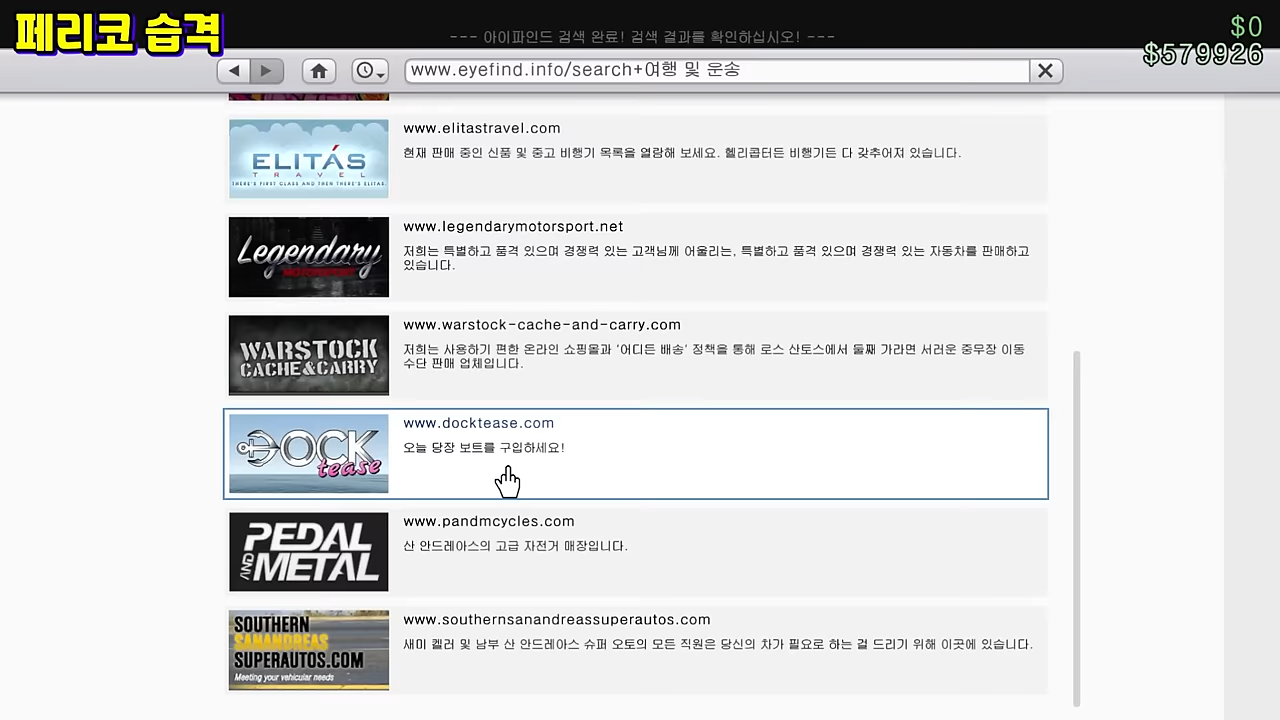 페리코 습격
--- 아이파인드 검색 완료! 검색 결과를 확인하십시오! ---
$0
$579926
www.eyefind.info/search+여행 및 운송
ELITÁS
TRAVEL
THERE'S FIRST CLASS AND THEN THERE'S ELITAS.
www.elitastravel.com
현재 판매 중인 신품 및 중고 비행기 목록을 열람해 보세요. 헬리콥터든 비행기든 다 갖추어져 있습니다.
Legendary
MOTORSPORT
www.legendarymotorsport.net
저희는 특별하고 품격 있으며 경쟁력 있는 고객님께 어울리는, 특별하고 품격 있으며 경쟁력 있는 자동차를 판매하고
있습니다.
WARSTOCK
CACHE&CARRY
www.warstock-cache-and-carry.com
저희는 사용하기 편한 온라인 쇼핑몰과 '어디든 배송' 정책을 통해 로스 산토스에서 둘째 가라면 서러운 중무장 이동
수단 판매 업체입니다.
DOCK
tease
www.docktease.com
오늘 당장 보트를 구입하세요!
PEDAL
AND METAL
www.pandmcycles.com
산 안드레아스의 고급 자전거 매장입니다.
SOUTHERN
SANANDREAS
SUPERAUTOS.COM
Meeting your vehicular needs
www.southernsanandreassuperautos.com
새미 켈러 및 남부 산 안드레아스 슈퍼 오토의 모든 직원은 당신의 차가 필요로 하는 걸 드리기 위해 이곳에 있습니다.